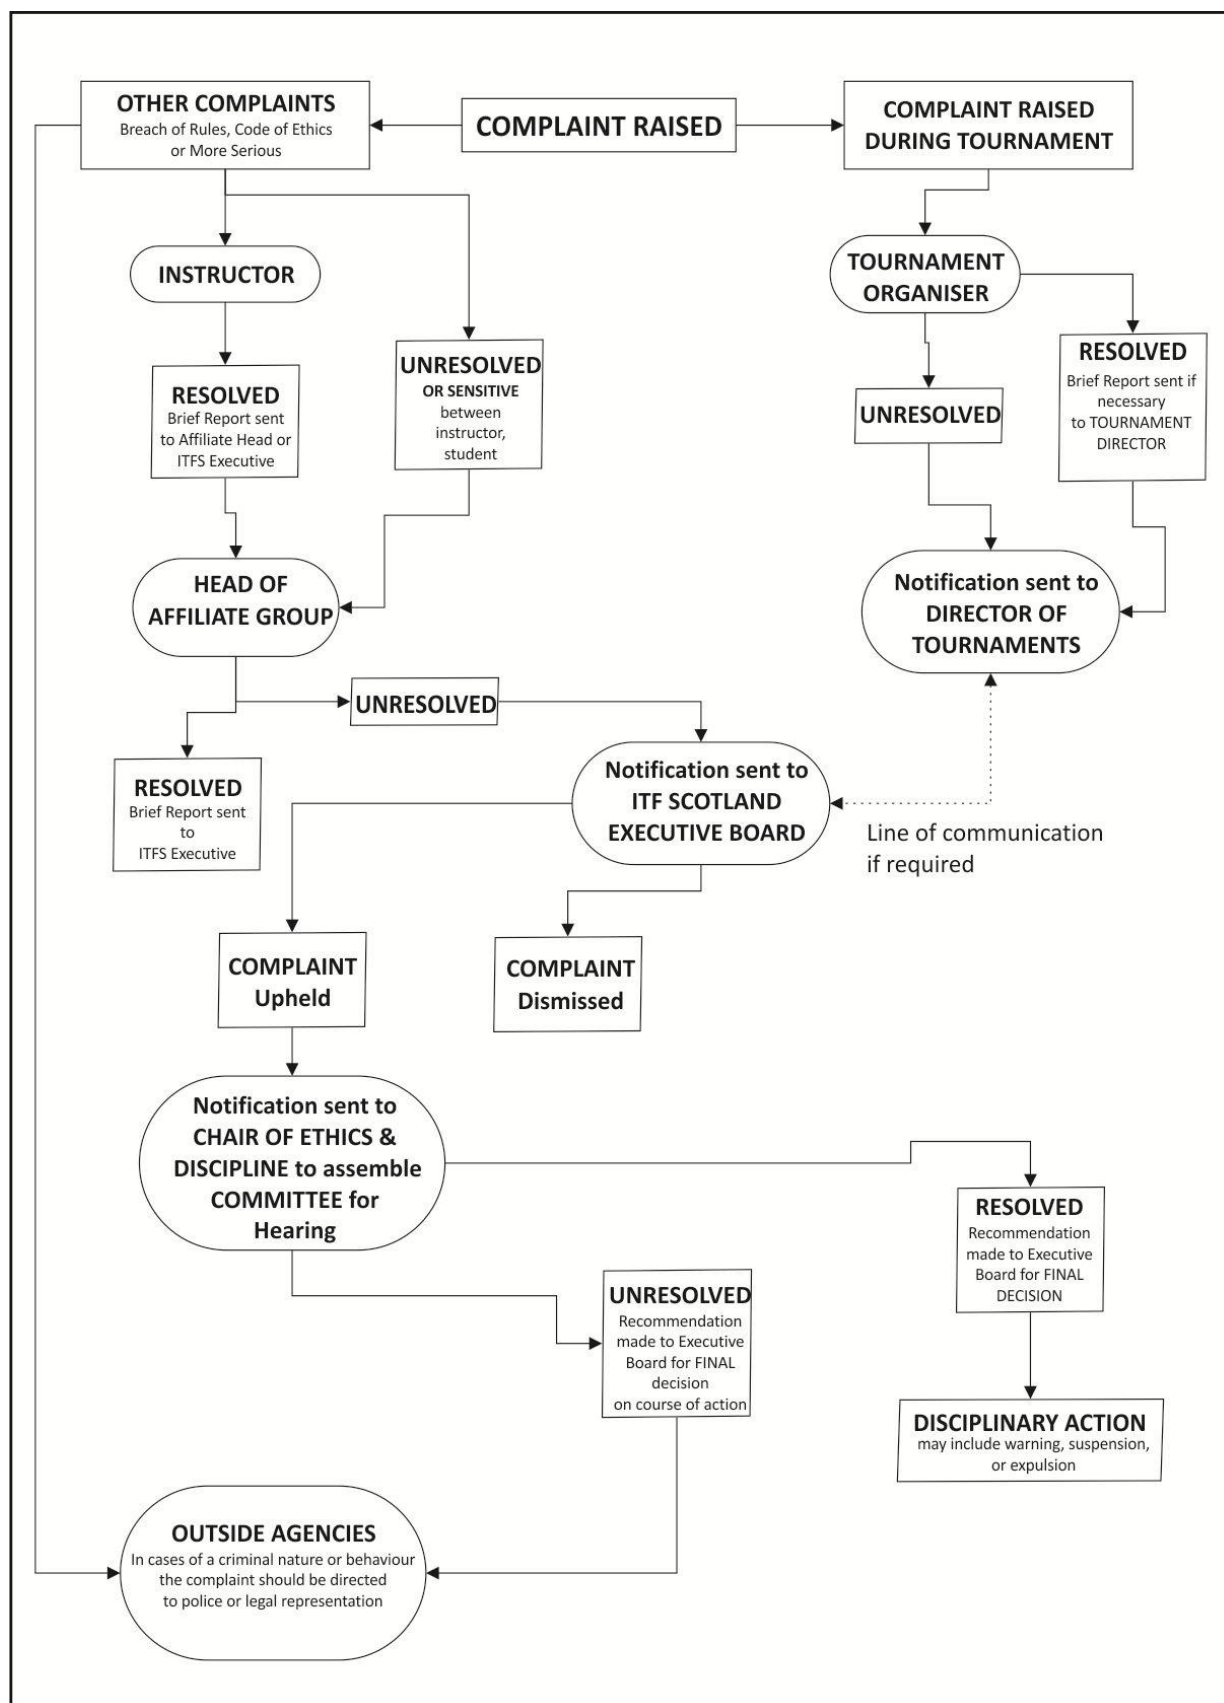 OTHER COMPLAINTS
Breach of Rules, Code of Ethics
or More Serious
COMPLAINT RAISED
COMPLAINT RAISED
DURING TOURNAMENT
INSTRUCTOR
TOURNAMENT
ORGANISER
RESOLVED
Brief Report sent
to Affiliate Head or
ITFS Executive
UNRESOLVED
OR SENSITIVE
between
instructor,
student
UNRESOLVED
RESOLVED
Brief Report sent if
necessary
to TOURNAMENT
DIRECTOR
HEAD OF
AFFILIATE GROUP
Notification sent to
DIRECTOR OF
TOURNAMENTS
UNRESOLVED
RESOLVED
Brief Report sent
to
ITFS Executive
Notification sent to
ITF SCOTLAND
EXECUTIVE BOARD
Line of communication
if required
COMPLAINT
Upheld
COMPLAINT
Dismissed
Notification sent to
CHAIR OF ETHICS &
DISCIPLINE to assemble
COMMITTEE for
Hearing
RESOLVED
Recommendation
made to Executive
Board for FINAL
DECISION
UNRESOLVED
Recommendation
made to Executive
Board for FINAL
decision
on course of action
DISCIPLINARY ACTION
may include warning, suspension,
or expulsion
OUTSIDE AGENCIES
In cases of a criminal nature or behaviour
the complaint should be directed
to police or legal representation